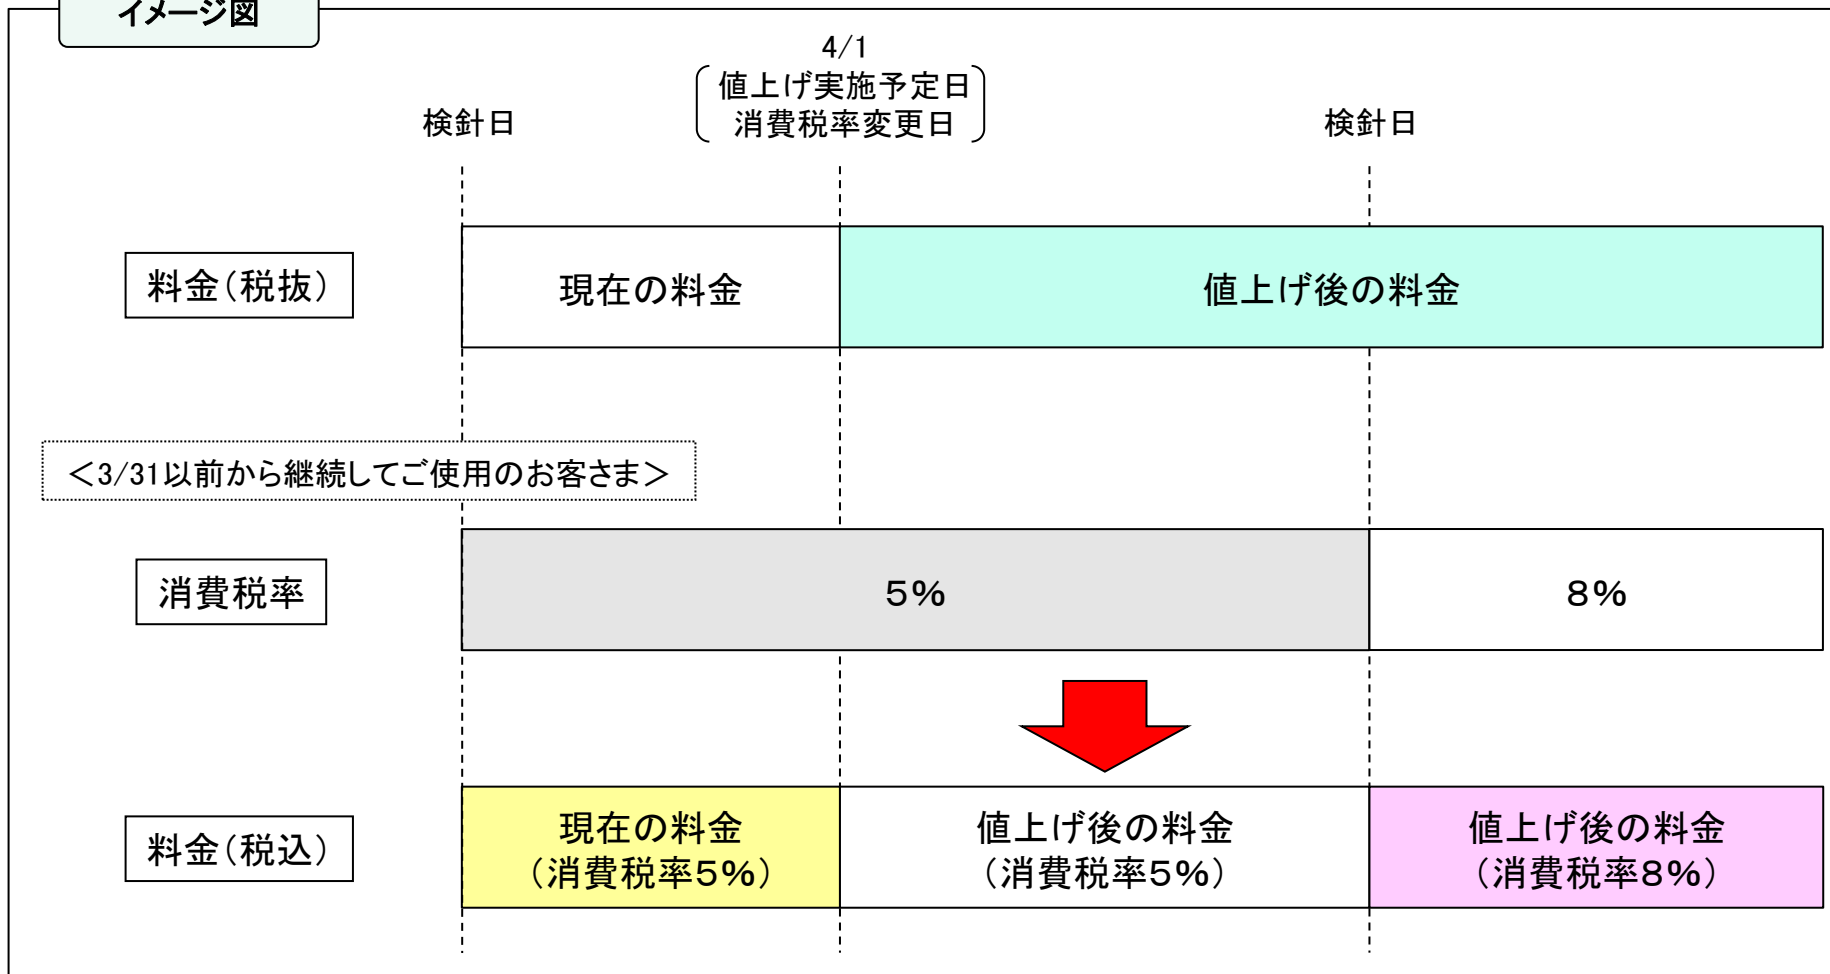 イメージ図
4/1
値上げ実施予定日
消費税率変更日
検針日
検針日
料金(税抜)
現在の料金
値上げ後の料金
<3/31以前から継続してご使用のお客さま>
消費税率
5%
8%
料金(税込)
現在の料金
(消費税率5%)
値上げ後の料金
(消費税率5%)
値上げ後の料金
(消費税率8%)